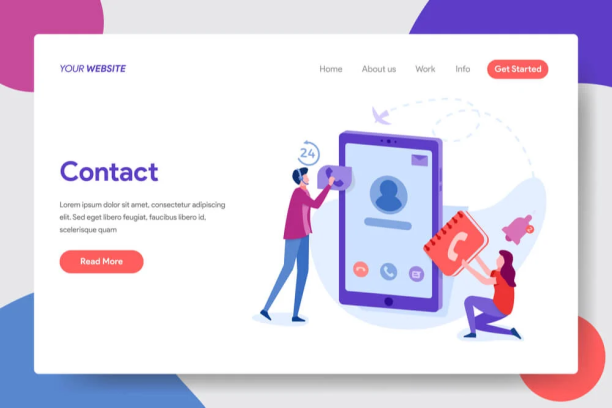 YOUR WEBSITE
Home About us Work Info Get Started
24
Contact
Lorem ipsum dolor sit amet, consectetur adipiscing
elit. Sed eget libero feugiat, faucibus libero id,
scelerisque quam
Read More